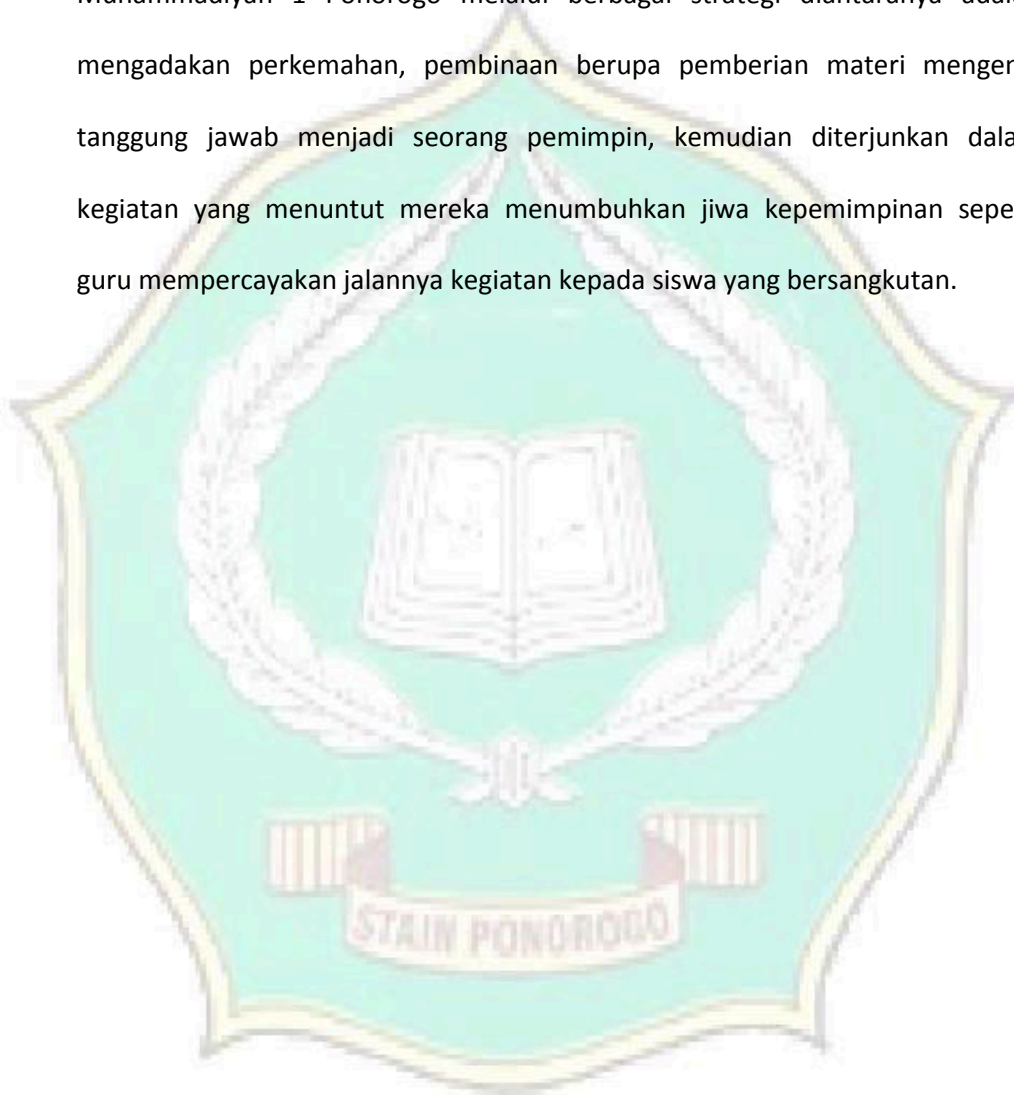 Muhammadiyah 1 Ponorogo melalui berbagai strategi diantaranya adal
mengadakan perkemahan, pembinaan berupa pemberian materi mengen
tanggung jawab menjadi seorang pemimpin, kemudian diterjunkan dala
kegiatan yang menuntut mereka menumbuhkan jiwa kepemimpinan sepe
guru mempercayakan jalannya kegiatan kepada siswa yang bersangkutan.
STAIN PONOROGO